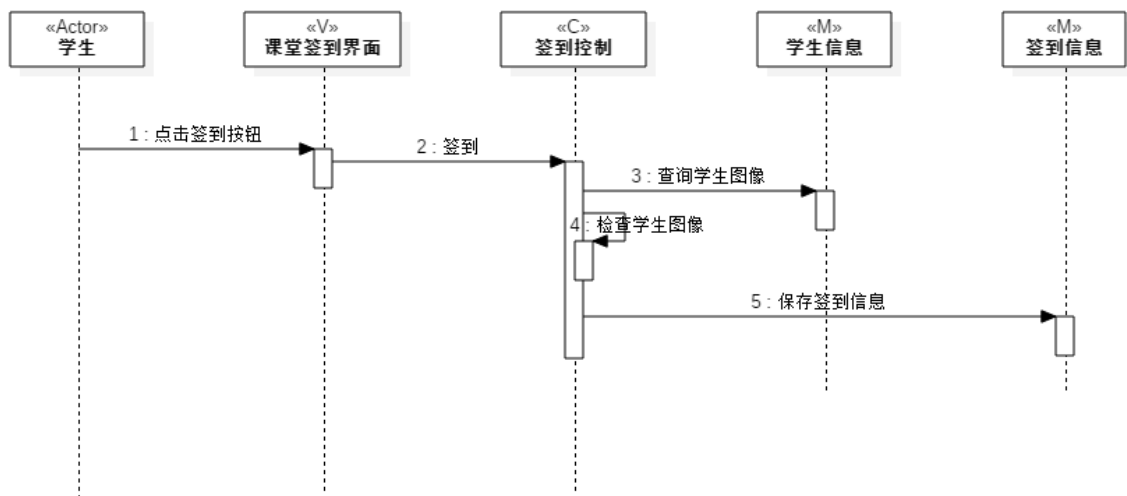 «Actor»
学生
«V»
课堂签到界面
«C»
签到控制
«M»
学生信息
«M»
签到信息
1 : 点击签到按钮
2 : 签到
3 : 查询学生图像
4 : 检查学生图像
5 : 保存签到信息